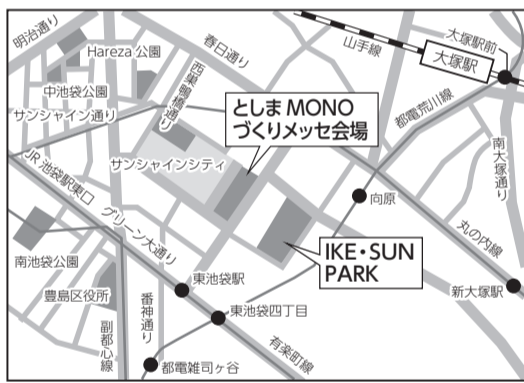 明治通り
Hareza 公園
春日通り
山手線
大塚駅前
大塚駅
中池袋公園
西巣鴨橋通り
としま MONO
づくりメッセ会場
都電荒川線
サンシャイン通り
サンシャインシティ
南大塚通り
JR 池袋駅東口
グリーン大通り
向原
丸の内線
南池袋公園
IKE・SUN
PARK
豊島区役所
番神通り
東池袋駅
新大塚駅
東池袋四丁目
副都心線
有楽町線
都電雑司ヶ谷